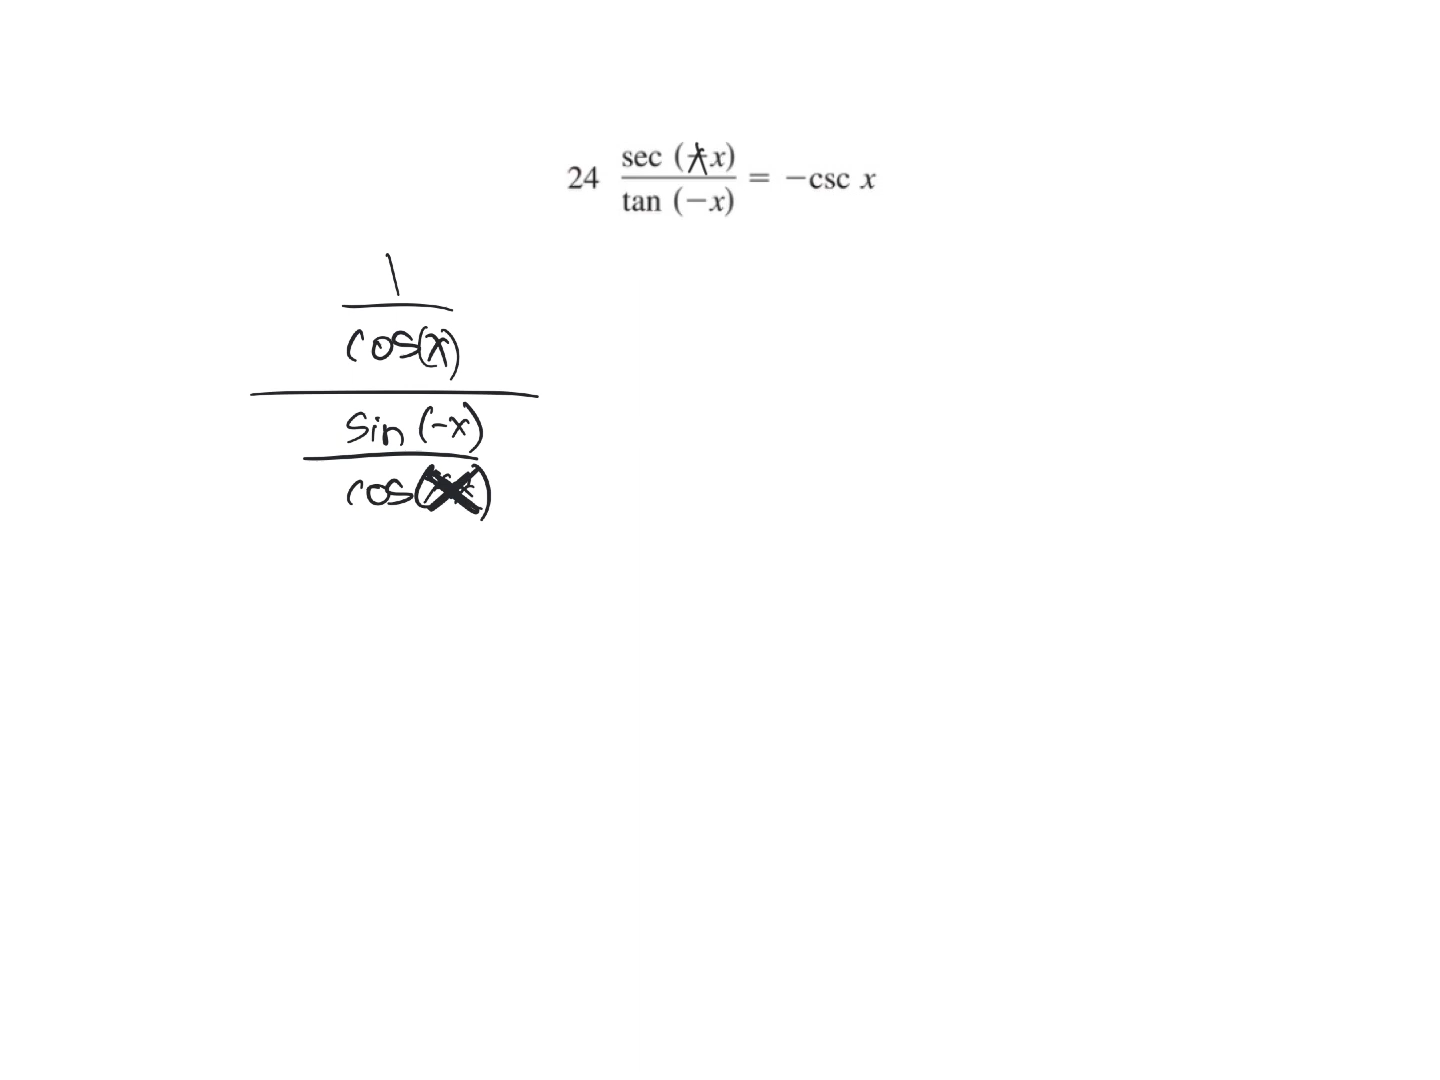 24 sec (x) / tan (−x) = −csc x
1
cos(x)
sin (-x)
cos( )